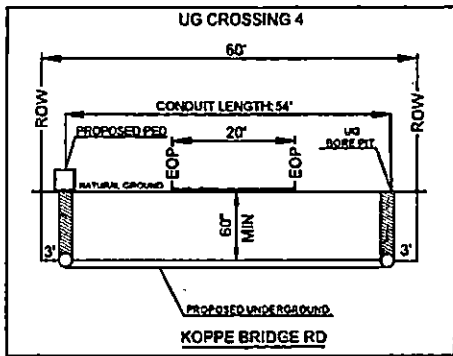 UG CROSSING 4
60'
ROW
ROW
CONDUIT LENGTH: 54'
PROPOSED PED
20'
UG
BORE PIT
EOP
EOP
NATURAL GROUND
60"
MIN
3'
3'
PROPOSED UNDERGROUND
KOPPE BRIDGE RD